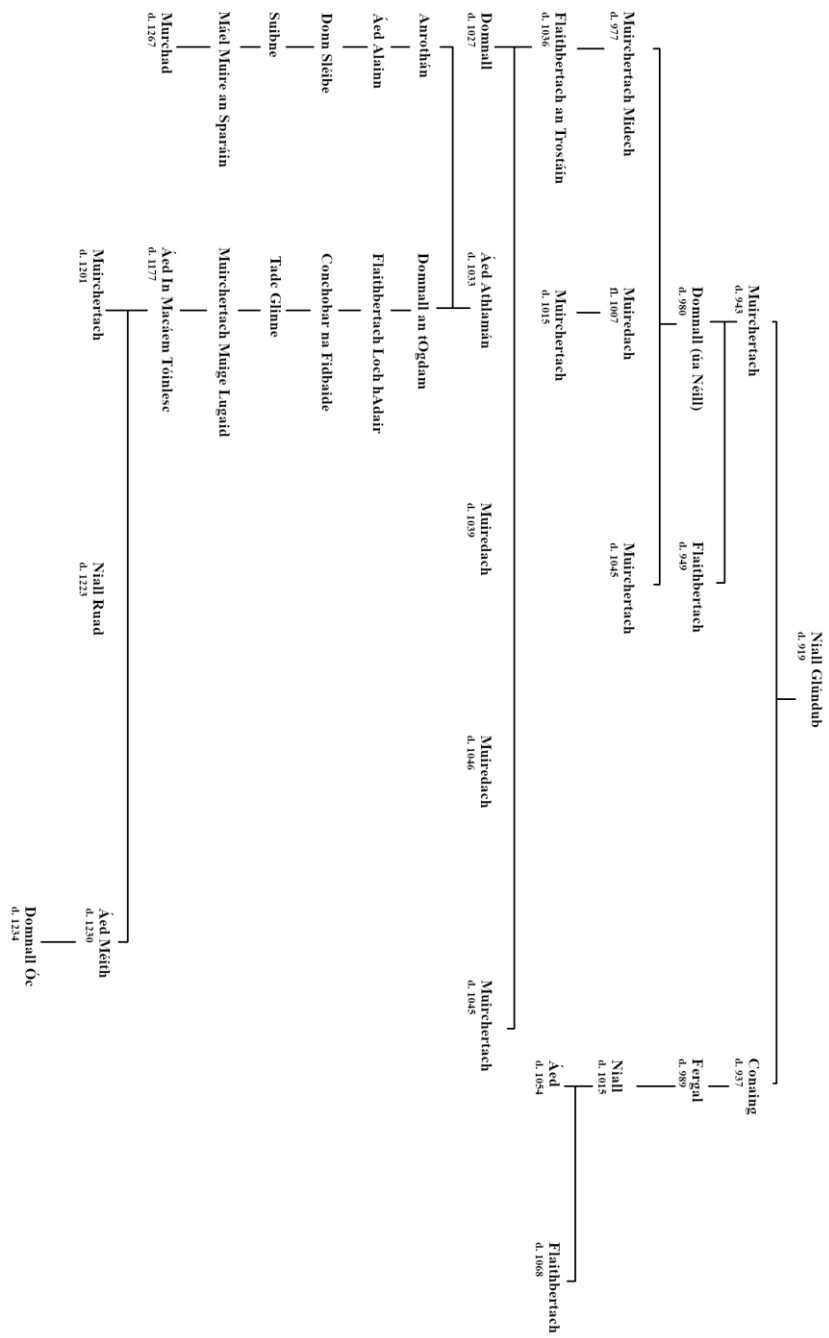 Niall Glúndub
d. 919
Muirchertach
d. 943
Conaing
d. 937
Domnall (úa Néill)
d. 980
Flaithbertach
d. 949
Fergal
d. 989
Muirchertach Midech
d. 977
Muiredach
fl. 1007
Muirchertach
d. 1045
Niall
d. 1015
Flaithbertach an Trostáin
d. 1036
Muirchertach
d. 1015
Áed
d. 1054
Flaithbertach
d. 1068
Domnall
d. 1027
Áed Athlamán
d. 1033
Muiredach
d. 1039
Muiredach
d. 1046
Muirchertach
d. 1045
Anrothán
Domnall an tOgdam
Áed Alainn
Flaithbertach Loch hAdair
Donn Sléibe
Conchobar na Fidbaide
Suibne
Tadc Glinne
Máel Muire an Sparáin
Muirchertach Muige Lugaid
Murchad
d. 1267
Áed In Macáem Tóinlesc
d. 1177
Muirchertach
d. 1201
Niall Ruad
d. 1223
Áed Méith
d. 1230
Domnall Óc
d. 1234